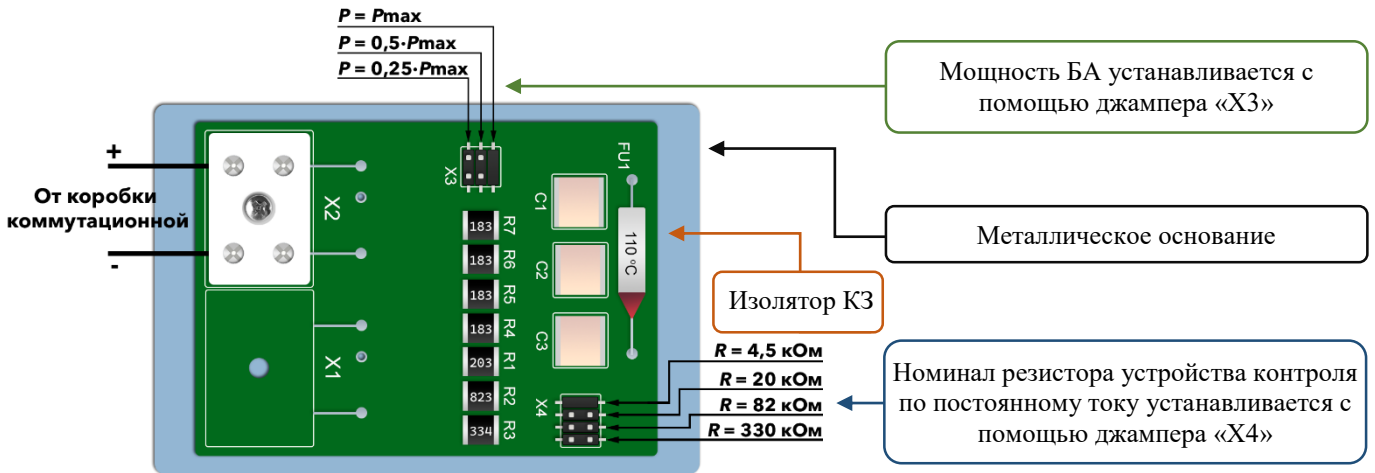 P = Pmax
P = 0,5·Pmax
P = 0,25·Pmax
Мощность БА устанавливается с
помощью джампера «X3»
+
От коробки
коммутационной
-
X2
X1
X3
R7
R6
R5
R4
R1
R2
R3
183
183
183
183
203
823
334
C1
C2
C3
FU1
110 °C
X4
Металлическое основание
Изолятор КЗ
R = 4,5 кОм
R = 20 кОм
R = 82 кОм
R = 330 кОм
Номинал резистора устройства контроля
по постоянному току устанавливается с
помощью джампера «X4»